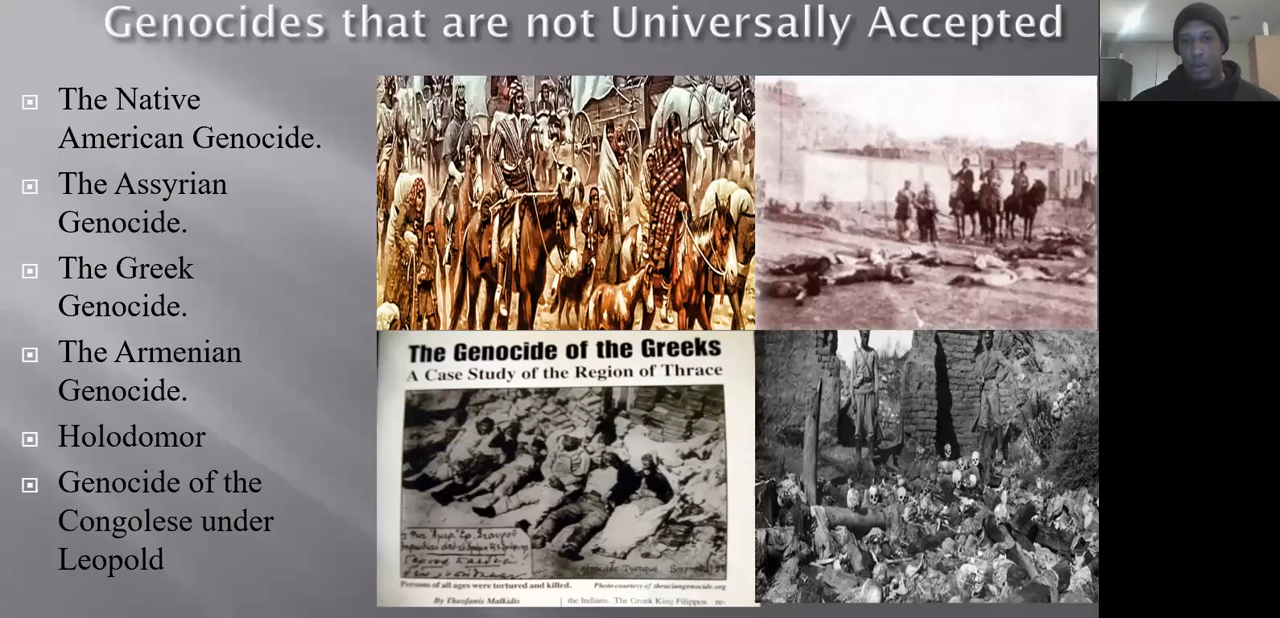 Genocides that are not Universally Accepted
The Native
American Genocide.
The Assyrian
Genocide.
The Greek
Genocide.
The Armenian
Genocide.
Holodomor
Genocide of the
Congolese under
Leopold
The Genocide of the Greeks
A Case Study of the Region of Thrace
Persons of all ages were tortured and killed.
Photo courtesy of thraciangenocide.org
By Theofanis Malkidis
the Indians. The Greek King Filippos re-